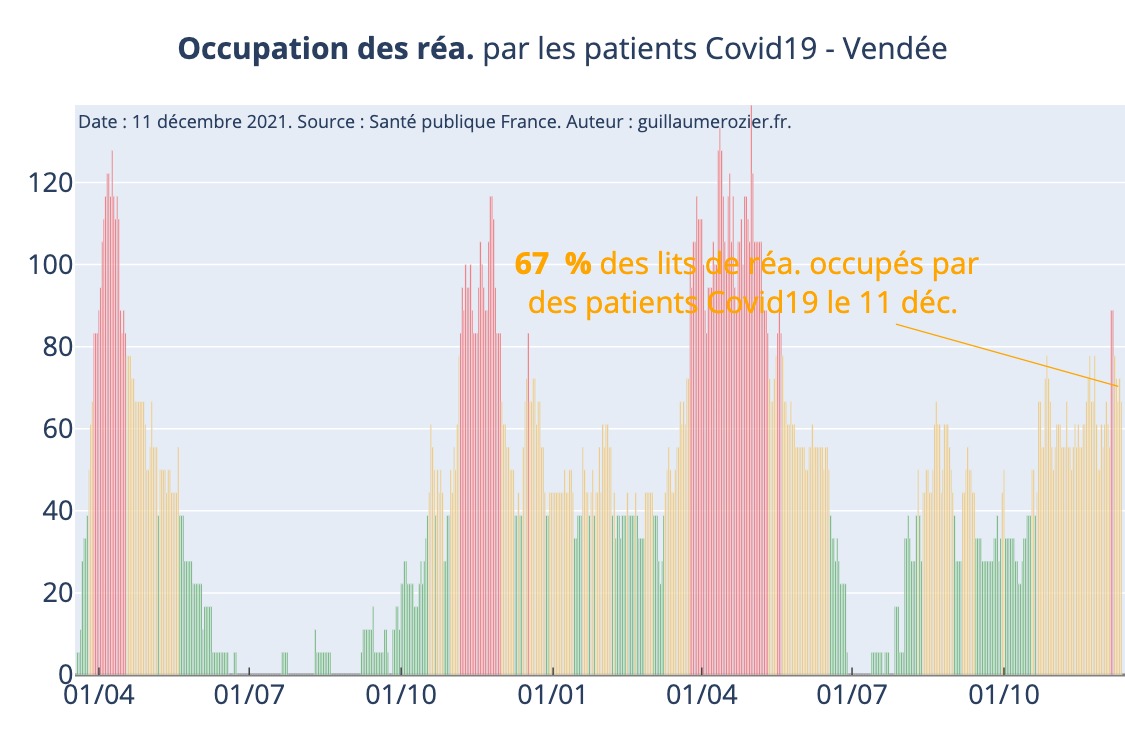 Occupation des réa. par les patients Covid19 - Vendée
Date : 11 décembre 2021. Source : Santé publique France. Auteur : guillaumerozier.fr.
120
100
67 % des lits de réa. occupés par
des patients Covid19 le 11 déc.
80
60
40
20
0
01/04 01/07 01/10 01/01 01/04 01/07 01/10